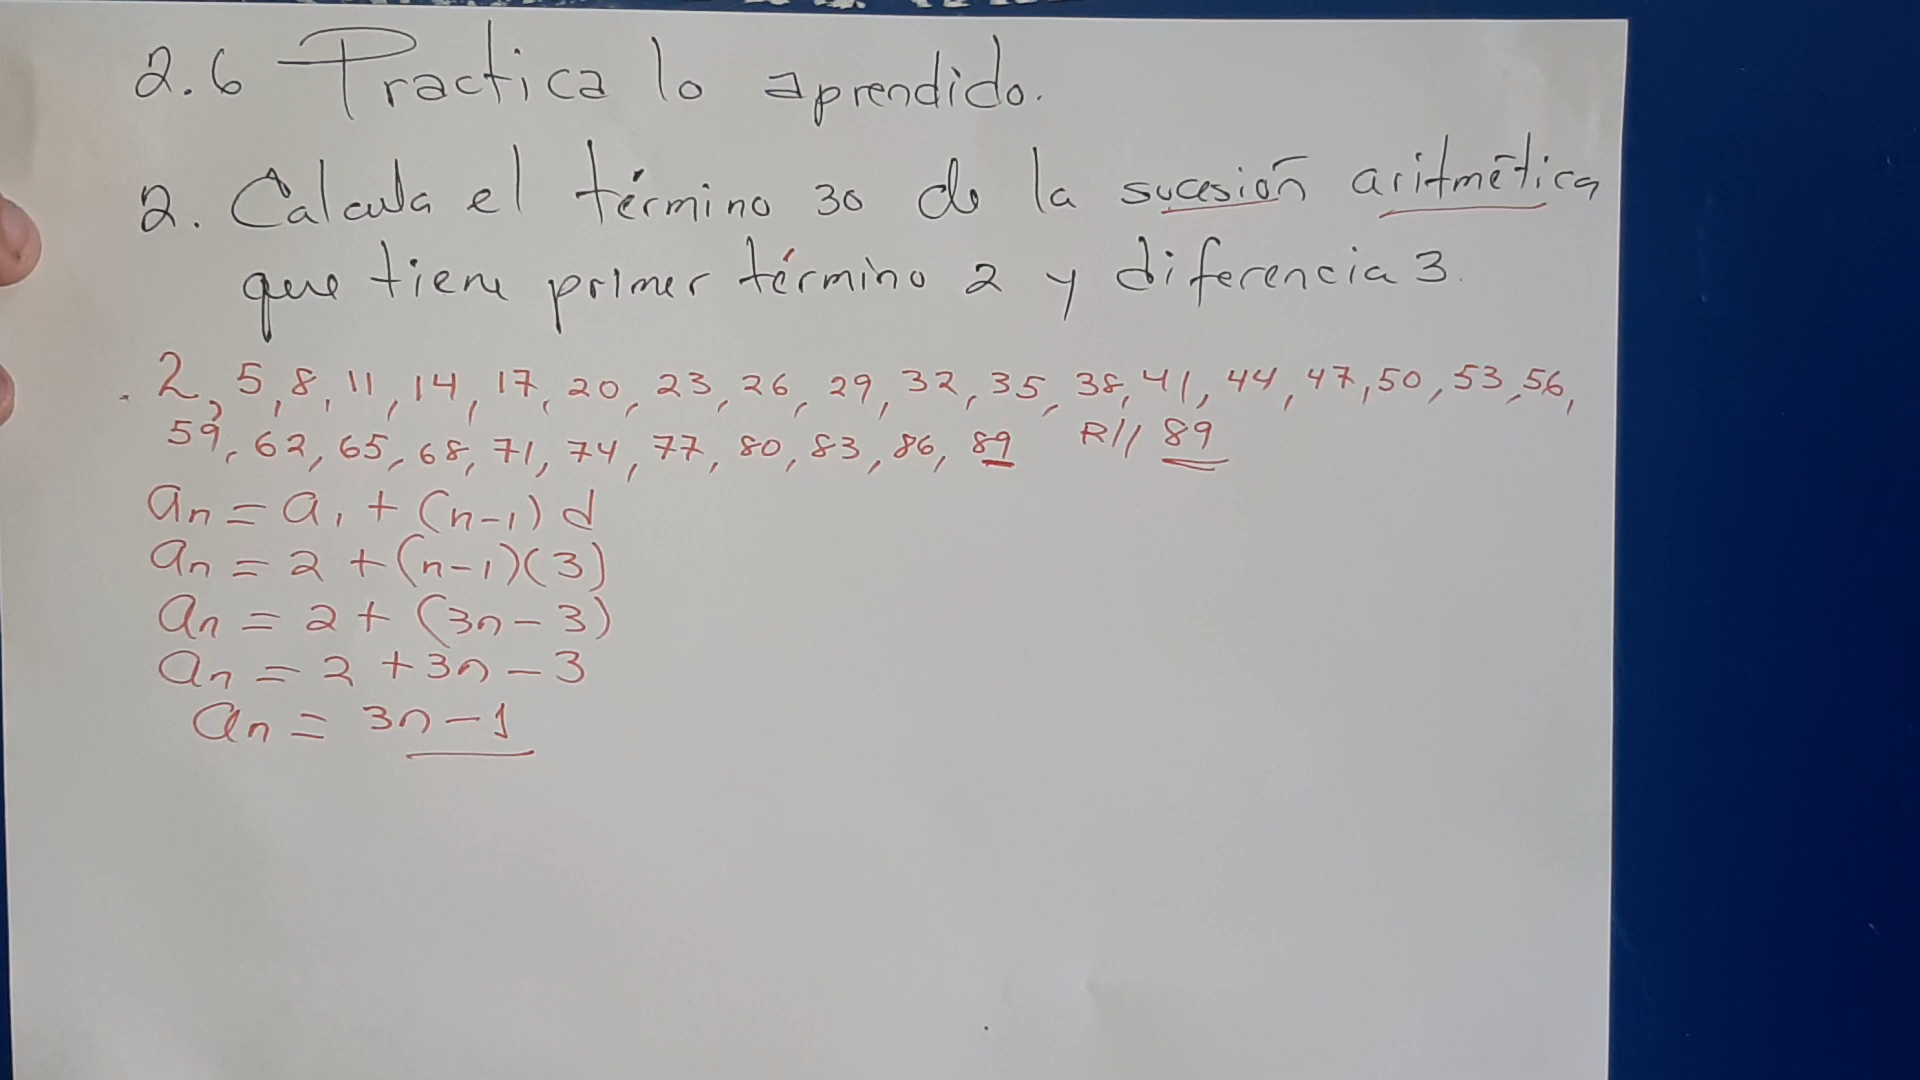 2.6 Practica lo aprendido.
2. Calcula el término 30 de la sucesión aritmética
que tiene primer término 2 y diferencia 3.
. 2, 5, 8, 11, 14, 17, 20, 23, 26, 29, 32, 35, 38, 41, 44, 47, 50, 53, 56,
59, 62, 65, 68, 71, 74, 77, 80, 83, 86, 89 R// 89
an = a1 + (n-1) d
an = 2 + (n-1)(3)
an = 2 + (3n - 3)
an = 2 + 3n - 3
an = 3n - 1